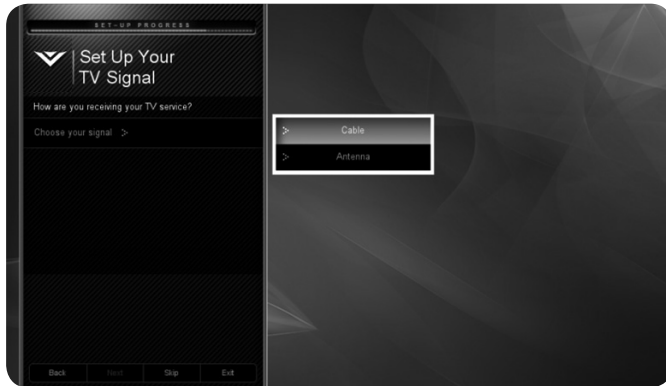 SET-UP PROGRESS
Set Up Your
TV Signal
How are you receiving your TV service?
Choose your signal >
> Cable
> Antenna
Back Next Skip Exit